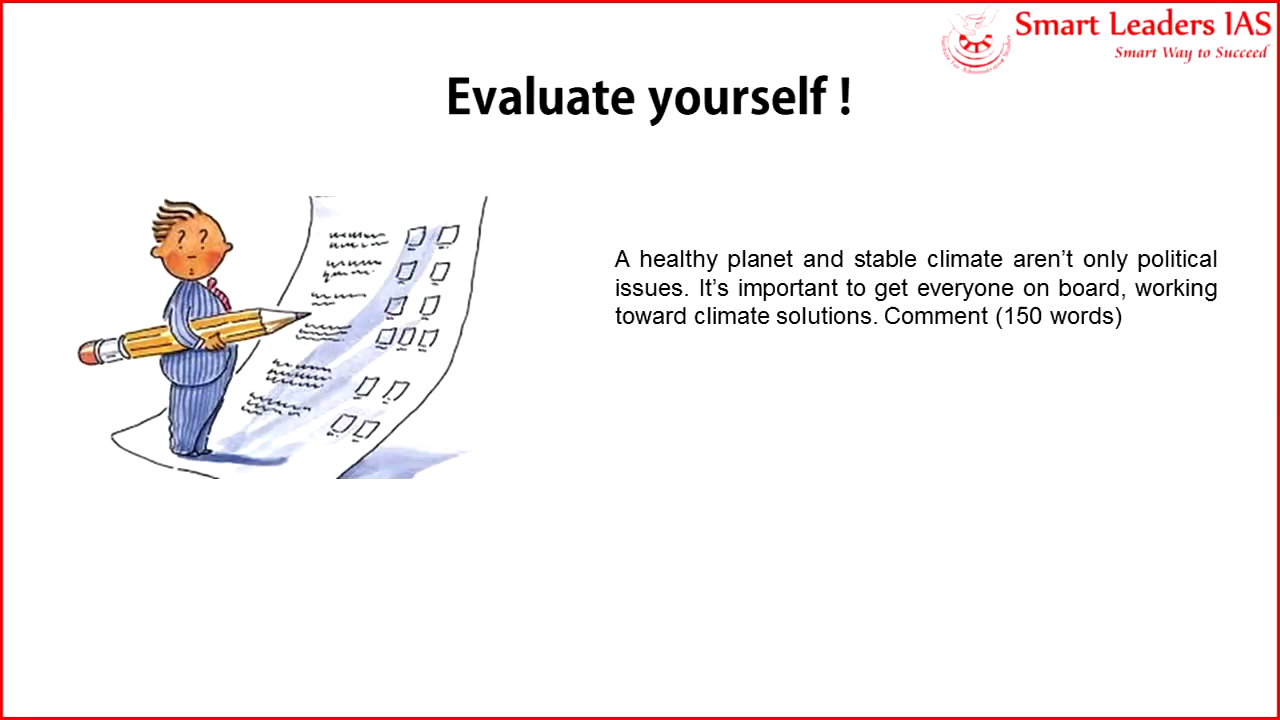 Smart Leaders IAS
Smart Way to Succeed
Evaluate yourself !
A healthy planet and stable climate aren’t only political
issues. It’s important to get everyone on board, working
toward climate solutions. Comment (150 words)